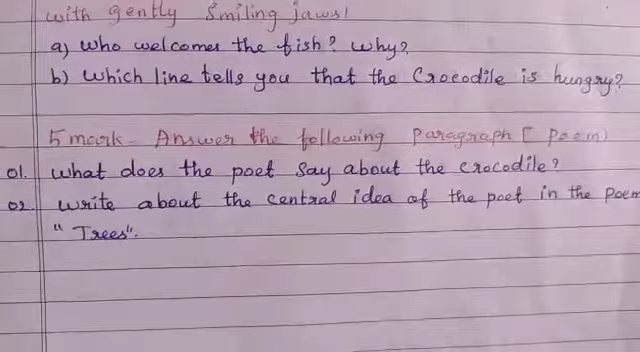 with gently smiling jaws!
a) Who welcomes the fish? Why?
b) Which line tells you that the Crocodile is hungry?
5 mark - Answer the following paragraph [ Poem)
01. What does the poet say about the crocodile?
02. Write about the central idea of the poet in the poem
" Trees".